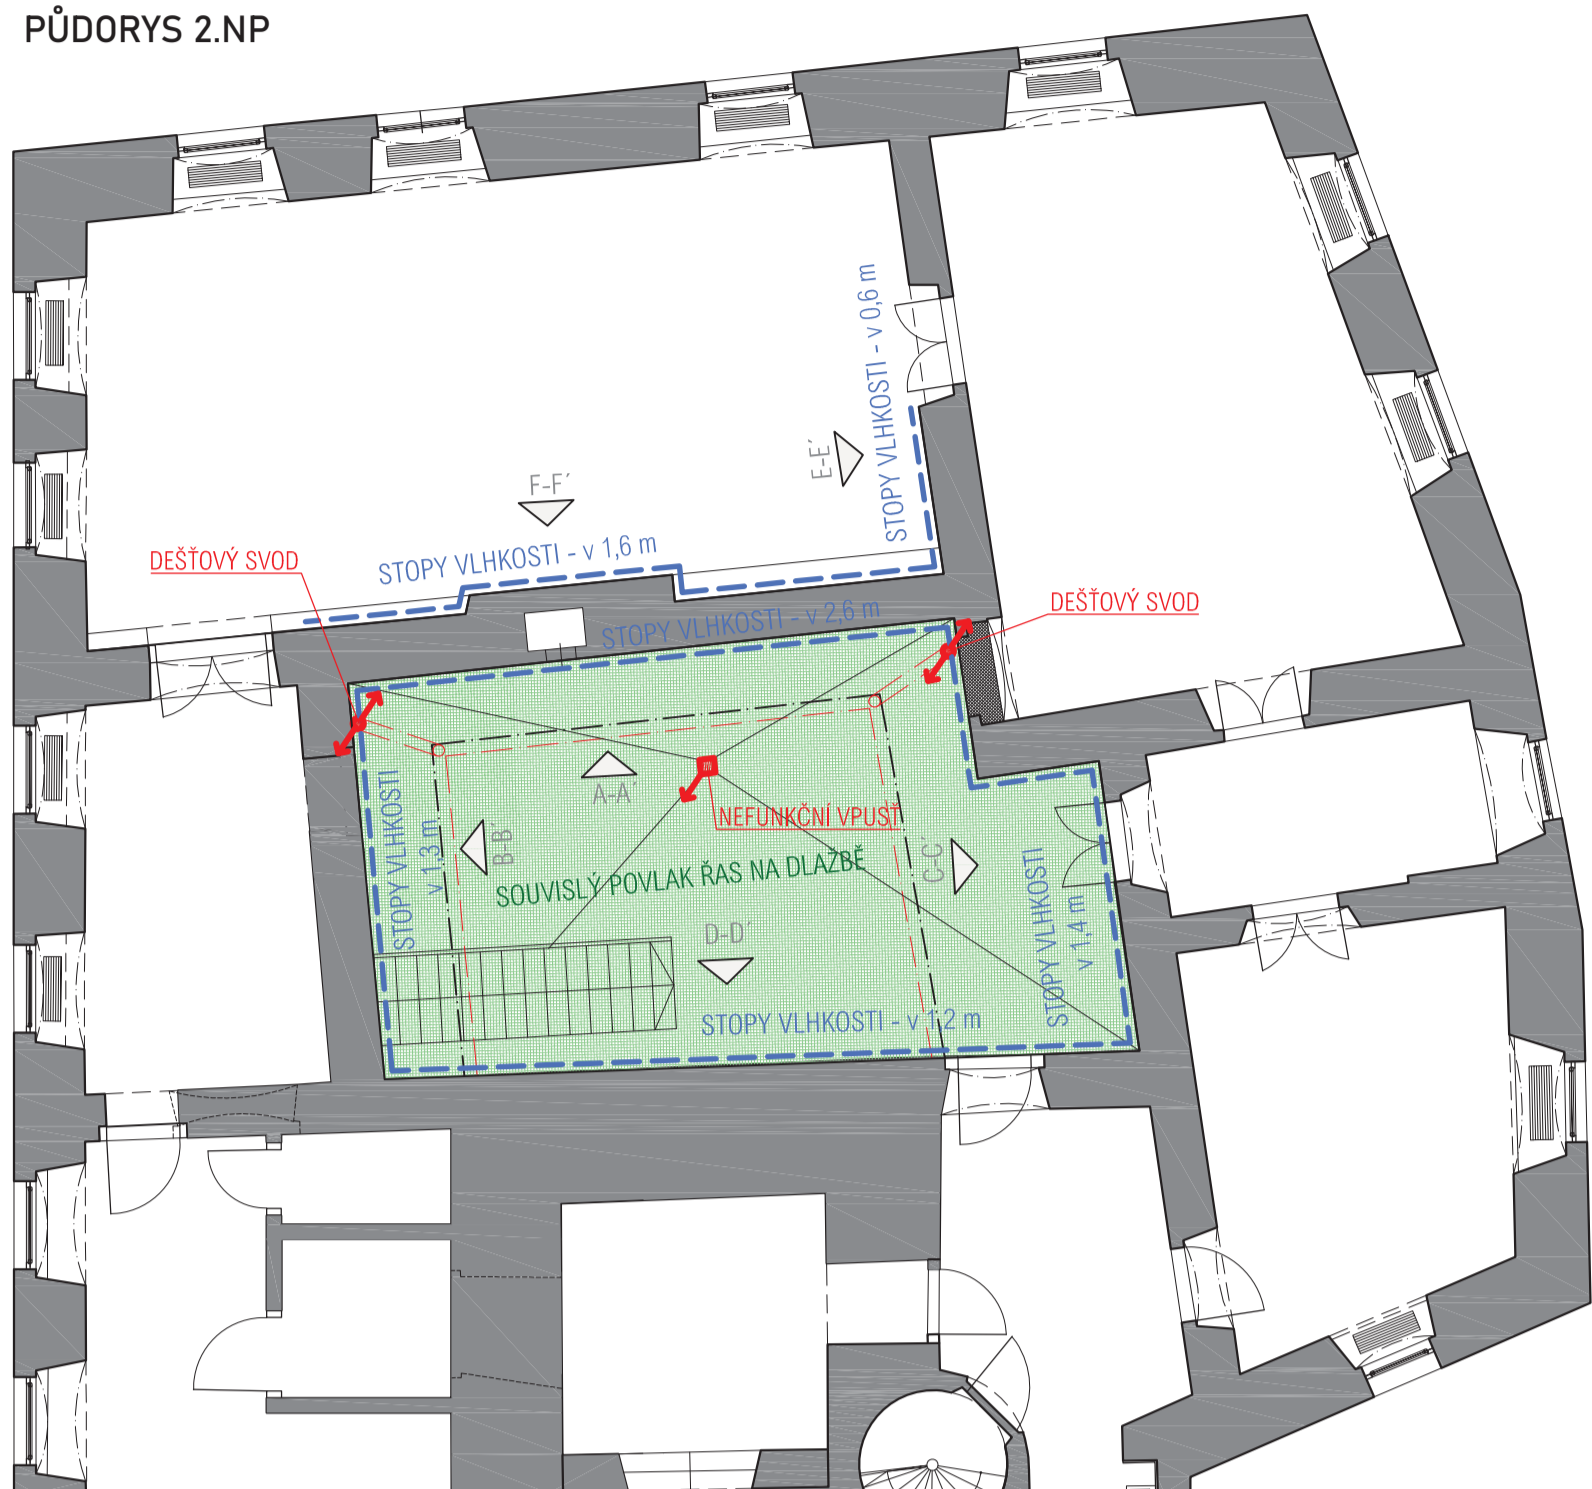 PŮDORYS 2.NP
STOPY VLHKOSTI - v 0,6 m
E-E´
F-F´
STOPY VLHKOSTI - v 1,6 m
DEŠŤOVÝ SVOD
DEŠŤOVÝ SVOD
STOPY VLHKOSTI - v 2,6 m
A-A´
NEFUNKČNÍ VPUSŤ
STOPY VLHKOSTI
v 1,3 m
B-B´
SOUVISLÝ POVLAK ŘAS NA DLAŽBĚ
C-C´
STOPY VLHKOSTI
v 1,4 m
D-D´
STOPY VLHKOSTI - v 1,2 m